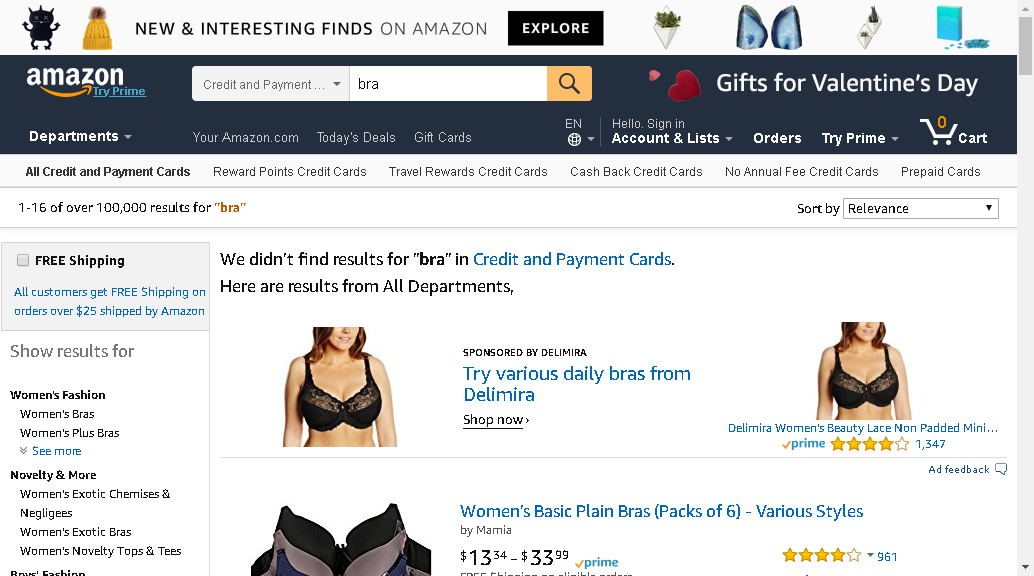 NEW & INTERESTING FINDS ON AMAZON EXPLORE
amazon
Try Prime
Credit and Payment ... bra
Gifts for Valentine's Day
Departments
Your Amazon.com Today's Deals Gift Cards
EN
Hello. Sign in
Account & Lists Orders Try Prime 0 Cart
All Credit and Payment Cards Reward Points Credit Cards Travel Rewards Credit Cards Cash Back Credit Cards No Annual Fee Credit Cards Prepaid Cards
1-16 of over 100,000 results for "bra"
Sort by Relevance
FREE Shipping
All customers get FREE Shipping on
orders over $25 shipped by Amazon
Show results for
Women's Fashion
Women's Bras
Women's Plus Bras
See more
Novelty & More
Women's Exotic Chemises &
Negligees
Women's Exotic Bras
Women's Novelty Tops & Tees
Boys' Fashion
We didn't find results for "bra" in Credit and Payment Cards.
Here are results from All Departments,
SPONSORED BY DELIMIRA
Try various daily bras from
Delimira
Shop now ›
Delimira Women's Beauty Lace Non Padded Mini...
prime 1,347
Ad feedback
Women's Basic Plain Bras (Packs of 6) - Various Styles
by Mamia
$13 34 - $33 99 prime
961
FREE Shipping on eligible orders